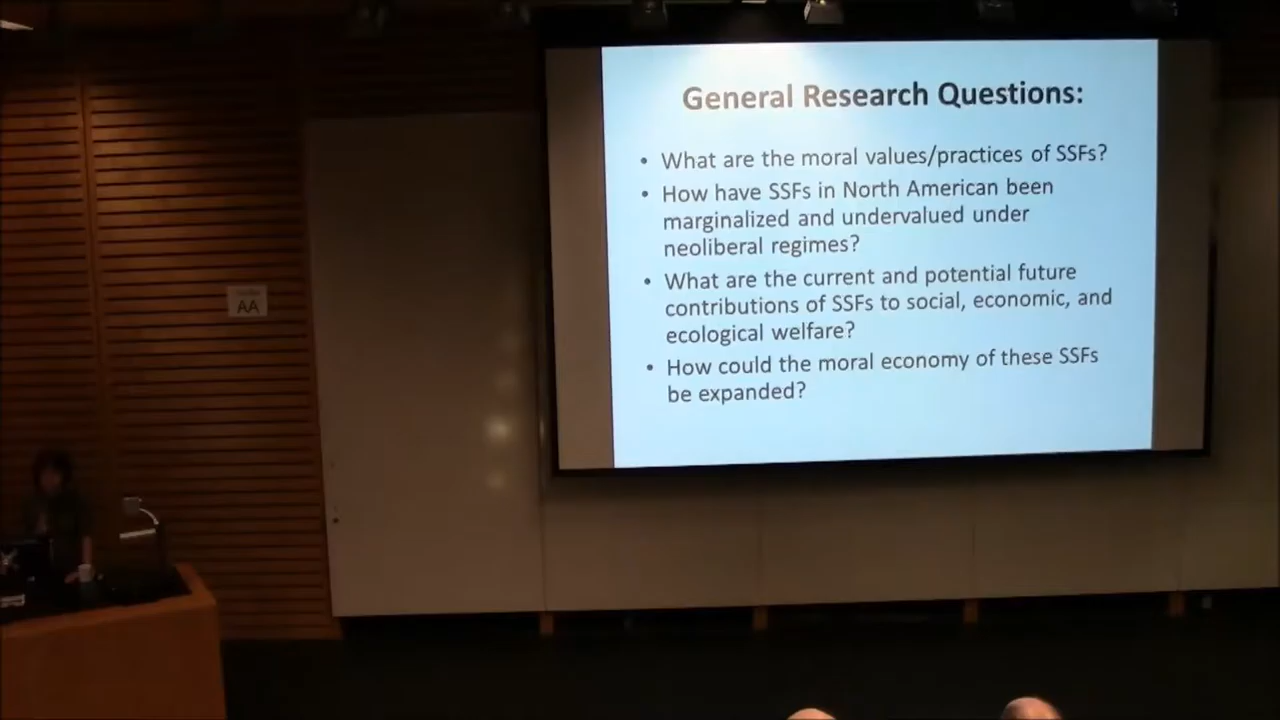 General Research Questions:
• What are the moral values/practices of SSFs?
• How have SSFs in North American been
marginalized and undervalued under
neoliberal regimes?
• What are the current and potential future
contributions of SSFs to social, economic, and
ecological welfare?
• How could the moral economy of these SSFs
be expanded?
AA